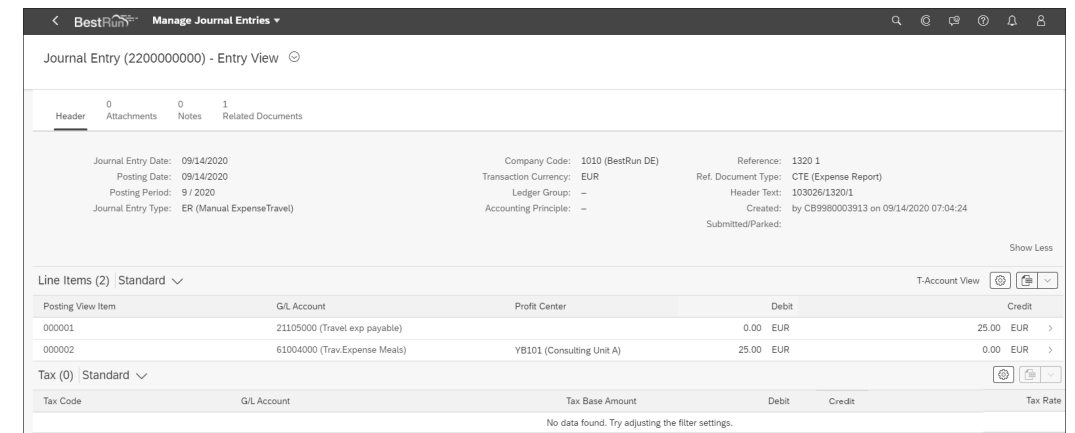 BestRun Manage Journal Entries
Journal Entry (2200000000) - Entry View
0 0 1
Header Attachments Notes Related Documents
Journal Entry Date: 09/14/2020 Company Code: 1010 (BestRun DE) Reference: 1320 1
Posting Date: 09/14/2020 Transaction Currency: EUR Ref. Document Type: CTE (Expense Report)
Posting Period: 9 / 2020 Ledger Group: – Header Text: 103026/1320/1
Journal Entry Type: ER (Manual ExpenseTravel) Accounting Principle: – Created: by CB9980003913 on 09/14/2020 07:04:24
Submitted/Parked:
Show Less
Line Items (2) Standard T-Account View
Posting View Item G/L Account Profit Center Debit Credit
000001 21105000 (Travel exp payable) 0.00 EUR 25.00 EUR
000002 61004000 (Trav.Expense Meals) YB101 (Consulting Unit A) 25.00 EUR 0.00 EUR
Tax (0) Standard
Tax Code G/L Account Tax Base Amount Debit Credit Tax Rate
No data found. Try adjusting the filter settings.